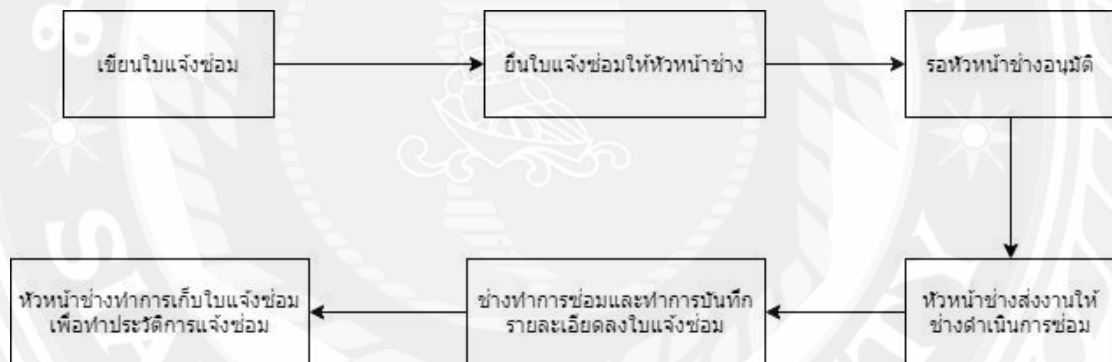 เขียนใบแจ้งซ่อม
ยื่นใบแจ้งซ่อมให้หัวหน้าช่าง
รอหัวหน้าช่างอนุมัติ
หัวหน้าช่างส่งงานให้
ช่างดำเนินการซ่อม
ช่างทำการซ่อมและทำการบันทึก
รายละเอียดลงใบแจ้งซ่อม
หัวหน้าช่างทำการเก็บใบแจ้งซ่อม
เพื่อทำประวัติการแจ้งซ่อม